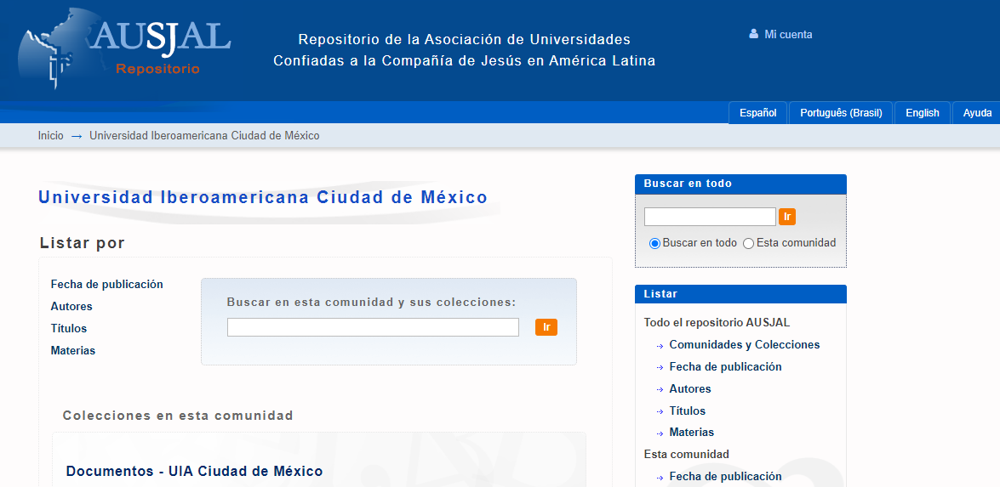 AUSJAL
Repositorio
Repositorio de la Asociación de Universidades
Confiadas a la Compañía de Jesús en América Latina
Mi cuenta
Español
Português (Brasil)
English
Ayuda
Inicio → Universidad Iberoamericana Ciudad de México
Universidad Iberoamericana Ciudad de México
Listar por
Fecha de publicación
Autores
Títulos
Materias
Buscar en esta comunidad y sus colecciones:
Ir
Colecciones en esta comunidad
Documentos - UIA Ciudad de México
Buscar en todo
Ir
Buscar en todo Esta comunidad
Listar
Todo el repositorio AUSJAL
Comunidades y Colecciones
Fecha de publicación
Autores
Títulos
Materias
Esta comunidad
Fecha de publicación